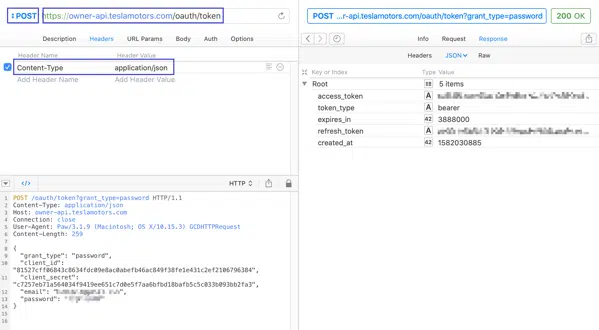 POST
https://owner-api.teslamotors.com/oauth/token
Description Headers URL Params Body Auth Options
Header Name Header Value
Content-Type application/json
Add Header Name Add Header Value
HTTP
1 POST /oauth/token?grant_type=password HTTP/1.1
2 Content-Type: application/json
3 Host: owner-api.teslamotors.com
4 Connection: close
5 User-Agent: Paw/3.1.9 (Macintosh; OS X/10.15.3) GCDHTTPRequest
6 Content-Length: 259
7
8 {
9 "grant_type": "password",
10 "client_id":
"81527cff06843c8634fdc09e8ac0abefb46ac849f38fe1e431c2ef2106796384",
11 "client_secret":
"c7257eb71a564034f9419ee651c7d0e5f7aa6bfbd18bafb5c5c033b093bb2fa3",
12 "email":
13 "password":
14 }
15
16
POST …r-api.teslamotors.com/oauth/token?grant_type=password 200 OK
Info Request Response
Headers JSON Raw
Key or Index Type Value
Root 5 items
access_token A
token_type A bearer
expires_in 42 3888000
refresh_token A
created_at 42 1582030885